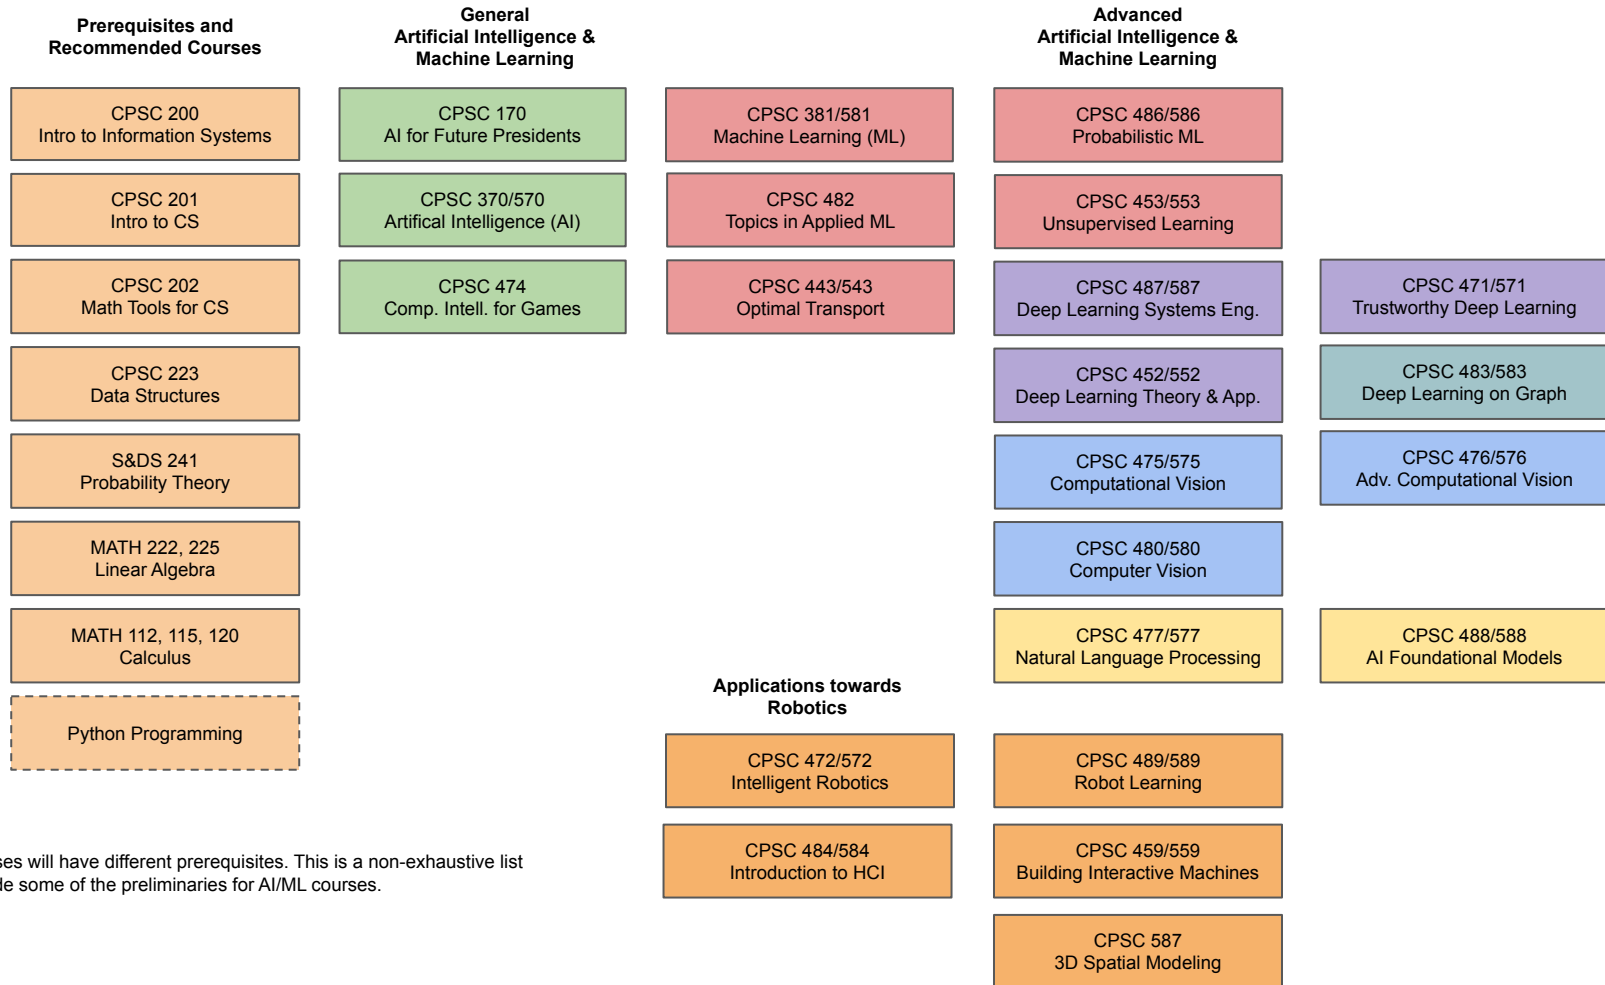 Prerequisites and
Recommended Courses
CPSC 200
Intro to Information Systems
CPSC 201
Intro to CS
CPSC 202
Math Tools for CS
CPSC 223
Data Structures
S&DS 241
Probability Theory
MATH 222, 225
Linear Algebra
MATH 112, 115, 120
Calculus
Python Programming
General
Artificial Intelligence &
Machine Learning
CPSC 170
AI for Future Presidents
CPSC 370/570
Artifical Intelligence (AI)
CPSC 474
Comp. Intell. for Games
CPSC 381/581
Machine Learning (ML)
CPSC 482
Topics in Applied ML
CPSC 443/543
Optimal Transport
Advanced
Artificial Intelligence &
Machine Learning
CPSC 486/586
Probabilistic ML
CPSC 453/553
Unsupervised Learning
CPSC 487/587
Deep Learning Systems Eng.
CPSC 452/552
Deep Learning Theory & App.
CPSC 475/575
Computational Vision
CPSC 480/580
Computer Vision
CPSC 477/577
Natural Language Processing
CPSC 471/571
Trustworthy Deep Learning
CPSC 483/583
Deep Learning on Graph
CPSC 476/576
Adv. Computational Vision
CPSC 488/588
AI Foundational Models
Applications towards
Robotics
CPSC 472/572
Intelligent Robotics
CPSC 484/584
Introduction to HCI
CPSC 489/589
Robot Learning
CPSC 459/559
Building Interactive Machines
CPSC 587
3D Spatial Modeling
will have different prerequisites. This is a non-exhaustive list
some of the preliminaries for AI/ML courses.